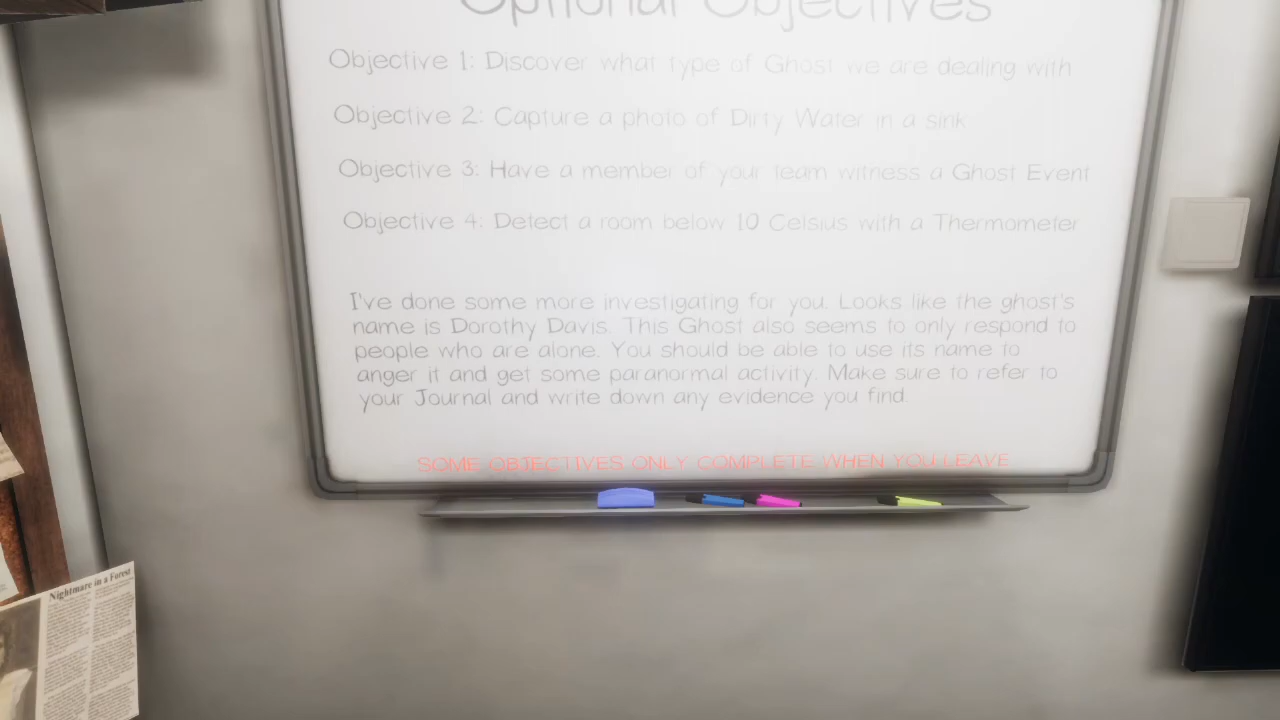 Optional Objectives
Objective 1: Discover what type of Ghost we are dealing with
Objective 2: Capture a photo of Dirty Water in a sink
Objective 3: Have a member of your team witness a Ghost Event
Objective 4: Detect a room below 10 Celsius with a Thermometer
I've done some more investigating for you. Looks like the ghost's
name is Dorothy Davis. This Ghost also seems to only respond to
people who are alone. You should be able to use its name to
anger it and get some paranormal activity. Make sure to refer to
your Journal and write down any evidence you find.
SOME OBJECTIVES ONLY COMPLETE WHEN YOU LEAVE
Nightmare in a Forest